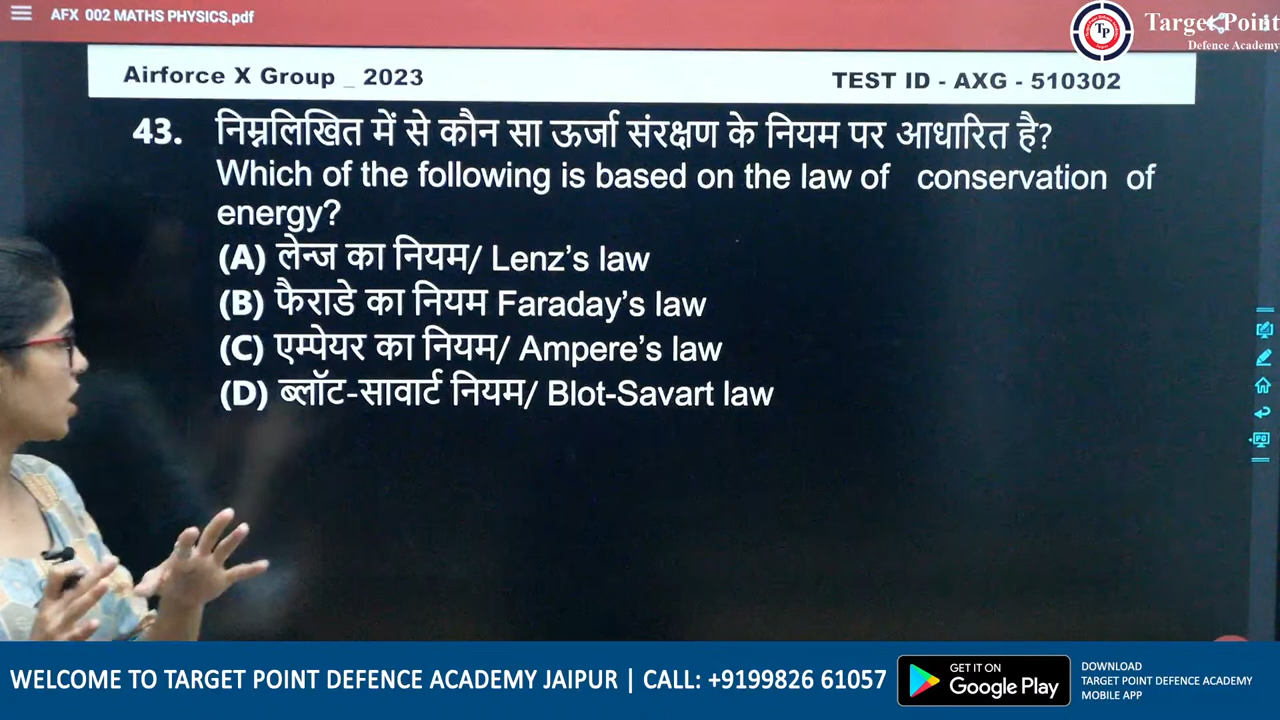 AFX 002 MATHS PHYSICS.pdf
TP
Target Point
Defence Academy
Airforce X Group _ 2023
TEST ID - AXG - 510302
43. निम्नलिखित में से कौन सा ऊर्जा संरक्षण के नियम पर आधारित है?
Which of the following is based on the law of conservation of
energy?
(A) लेन्ज का नियम/ Lenz's law
(B) फैराडे का नियम Faraday's law
(C) एम्पेयर का नियम/ Ampere's law
(D) ब्लॉट-सावार्ट नियम/ Blot-Savart law
WELCOME TO TARGET POINT DEFENCE ACADEMY JAIPUR | CALL: +9199826 61057
GET IT ON
Google Play
DOWNLOAD
TARGET POINT DEFENCE ACADEMY
MOBILE APP